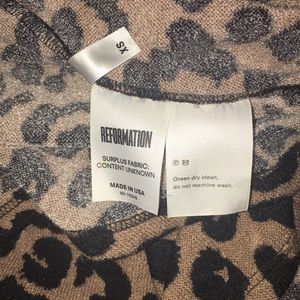 XS
REFORMATION
SURPLUS FABRIC:
CONTENT UNKNOWN
MADE IN USA
Green dry clean,
do not machine wash.